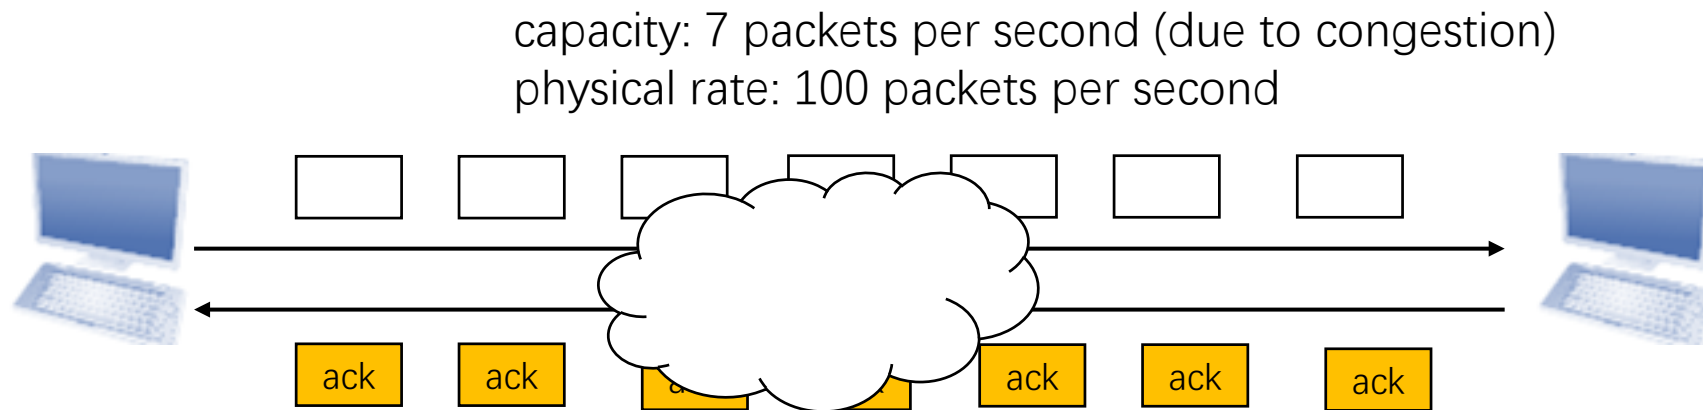 capacity: 7 packets per second (due to congestion)
physical rate: 100 packets per second
ack
ack
ack
ack
ack